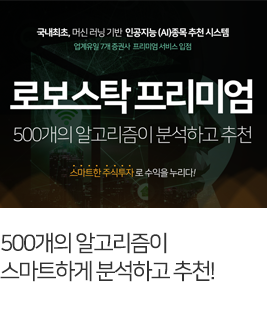 국내최초, 머신 러닝 기반 인공지능 (AI)종목 추천 시스템
업계유일 7개 증권사 프리미엄 서비스 입점
로보스탁 프리미엄
500개의 알고리즘이 분석하고 추천
스마트한 주식투자로 수익을 누리다!
500개의 알고리즘이
스마트하게 분석하고 추천!